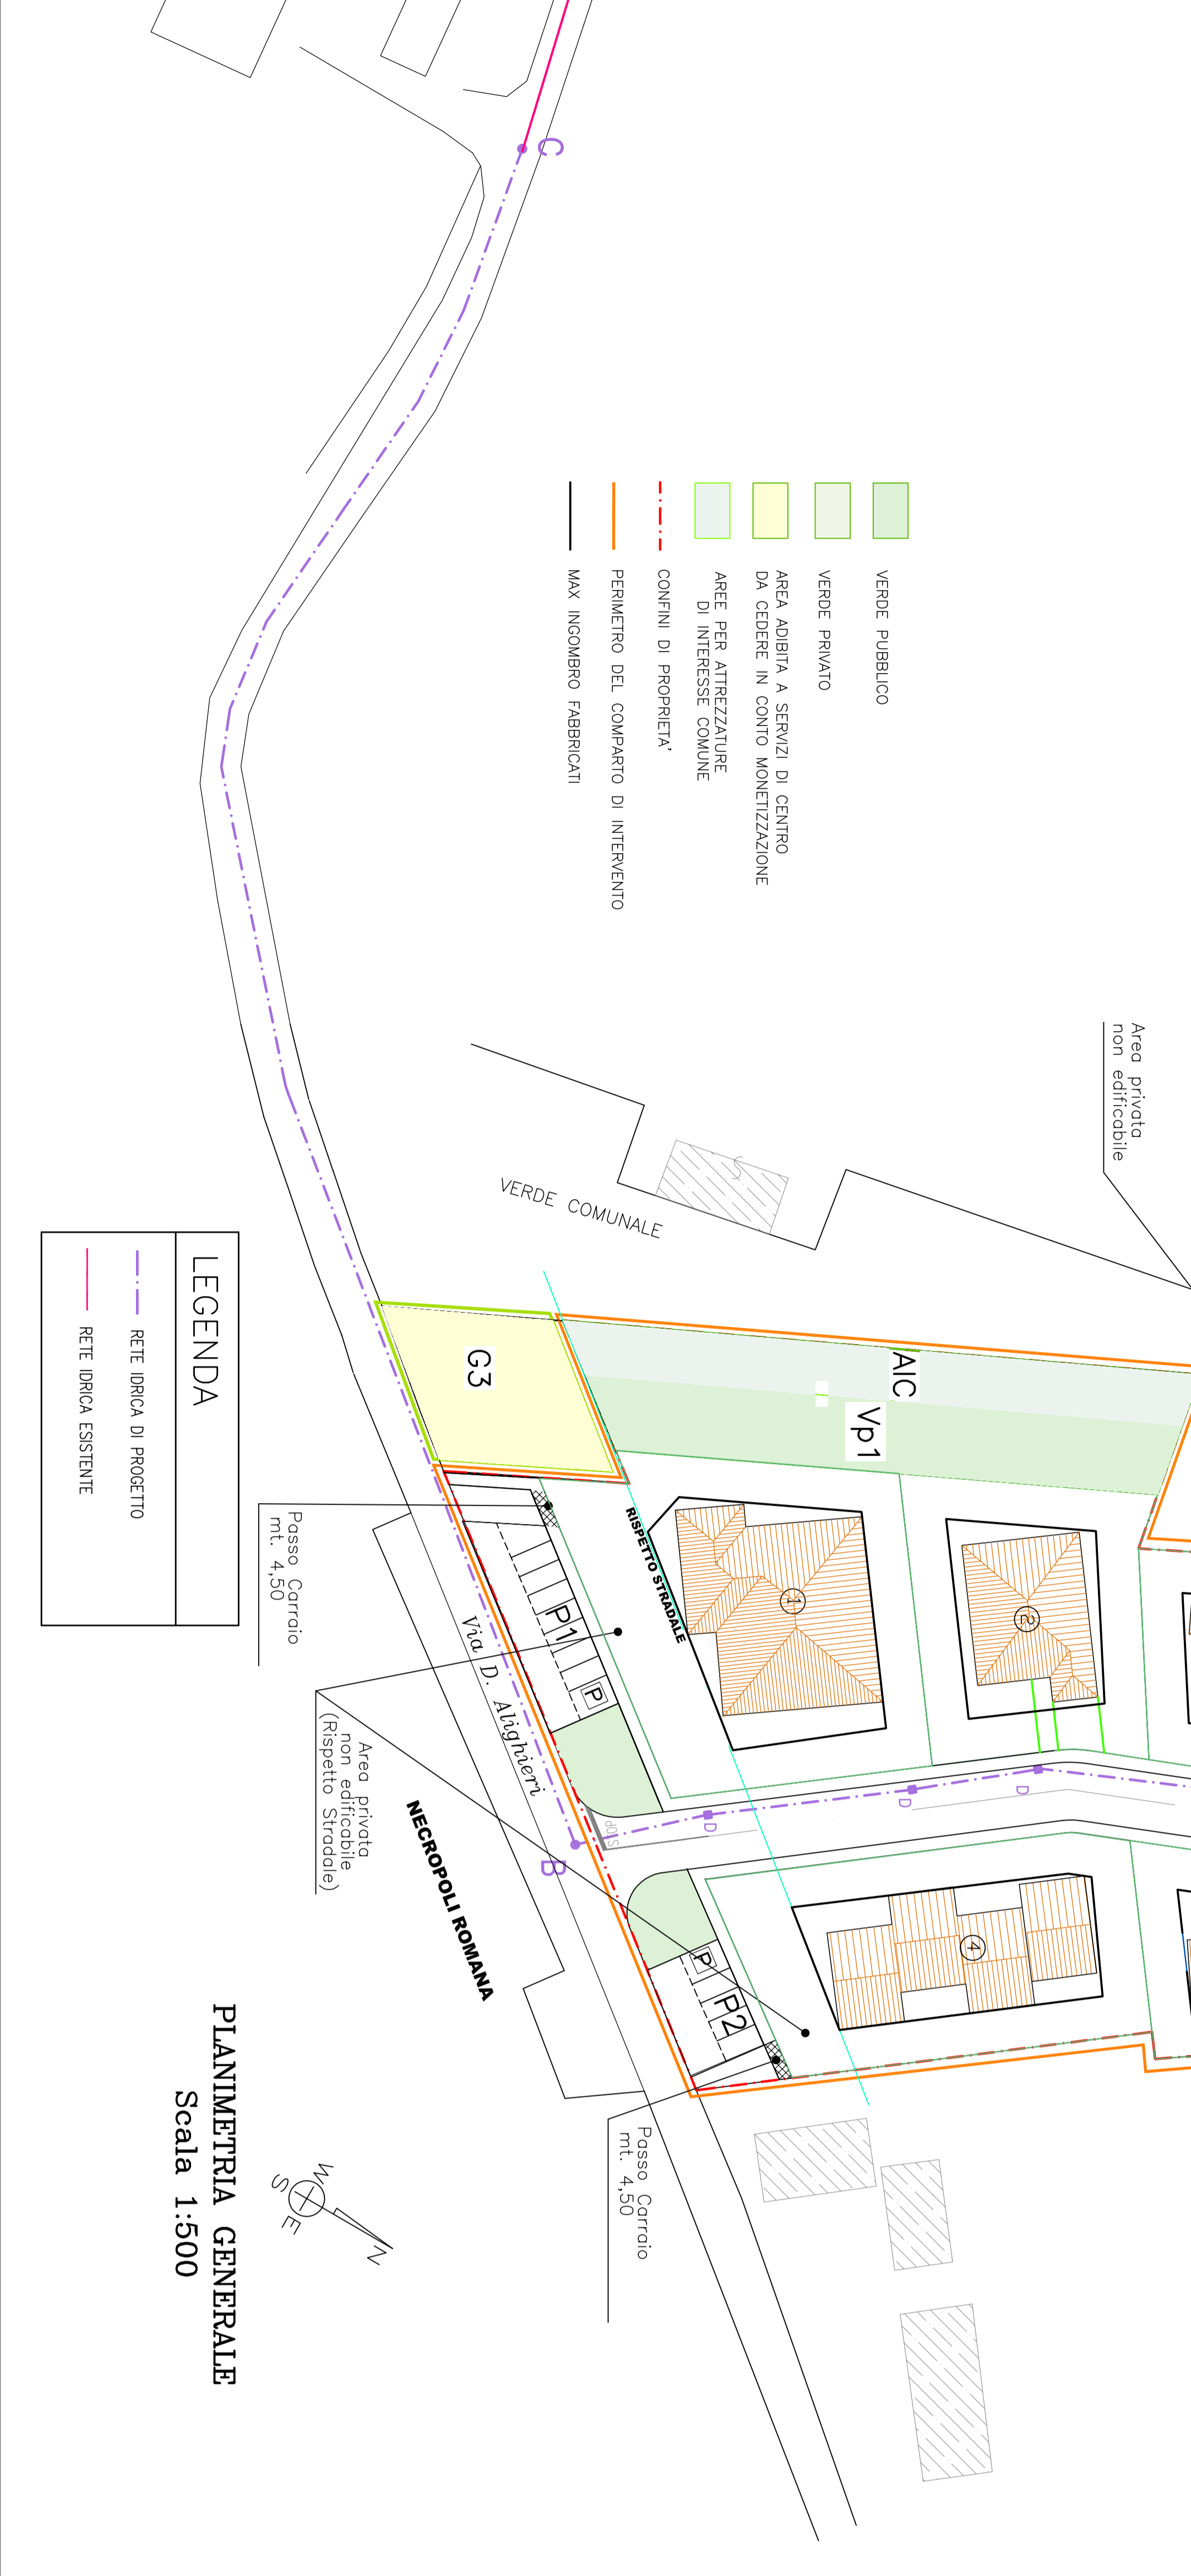 C
VERDE PUBBLICO
VERDE PRIVATO
AREA ADIBITA A SERVIZI DI CENTRO
DA CEDERE IN CONTO MONETIZZAZIONE
AREE PER ATTREZZATURE
DI INTERESSE COMUNE
CONFINI DI PROPRIETA'
PERIMETRO DEL COMPARTO DI INTERVENTO
MAX INGOMBRO FABBRICATI
Area privata
non edificabile
S
VERDE COMUNALE
LEGENDA
RETE IDRICA DI PROGETTO
RETE IDRICA ESISTENTE
G3
AIC
Vp1
RISPETTO STRADALE
1
2
Passo Carraio
mt. 4,50
P1
P
Via D. Alighieri
Area privata
non edificabile
(Rispetto Stradale)
NECROPOLI ROMANA
STOP
B
D
D
D
4
P
P2
Passo Carraio
mt. 4,50
PLANIMETRIA GENERALE
Scala 1:500
W
S
E
N